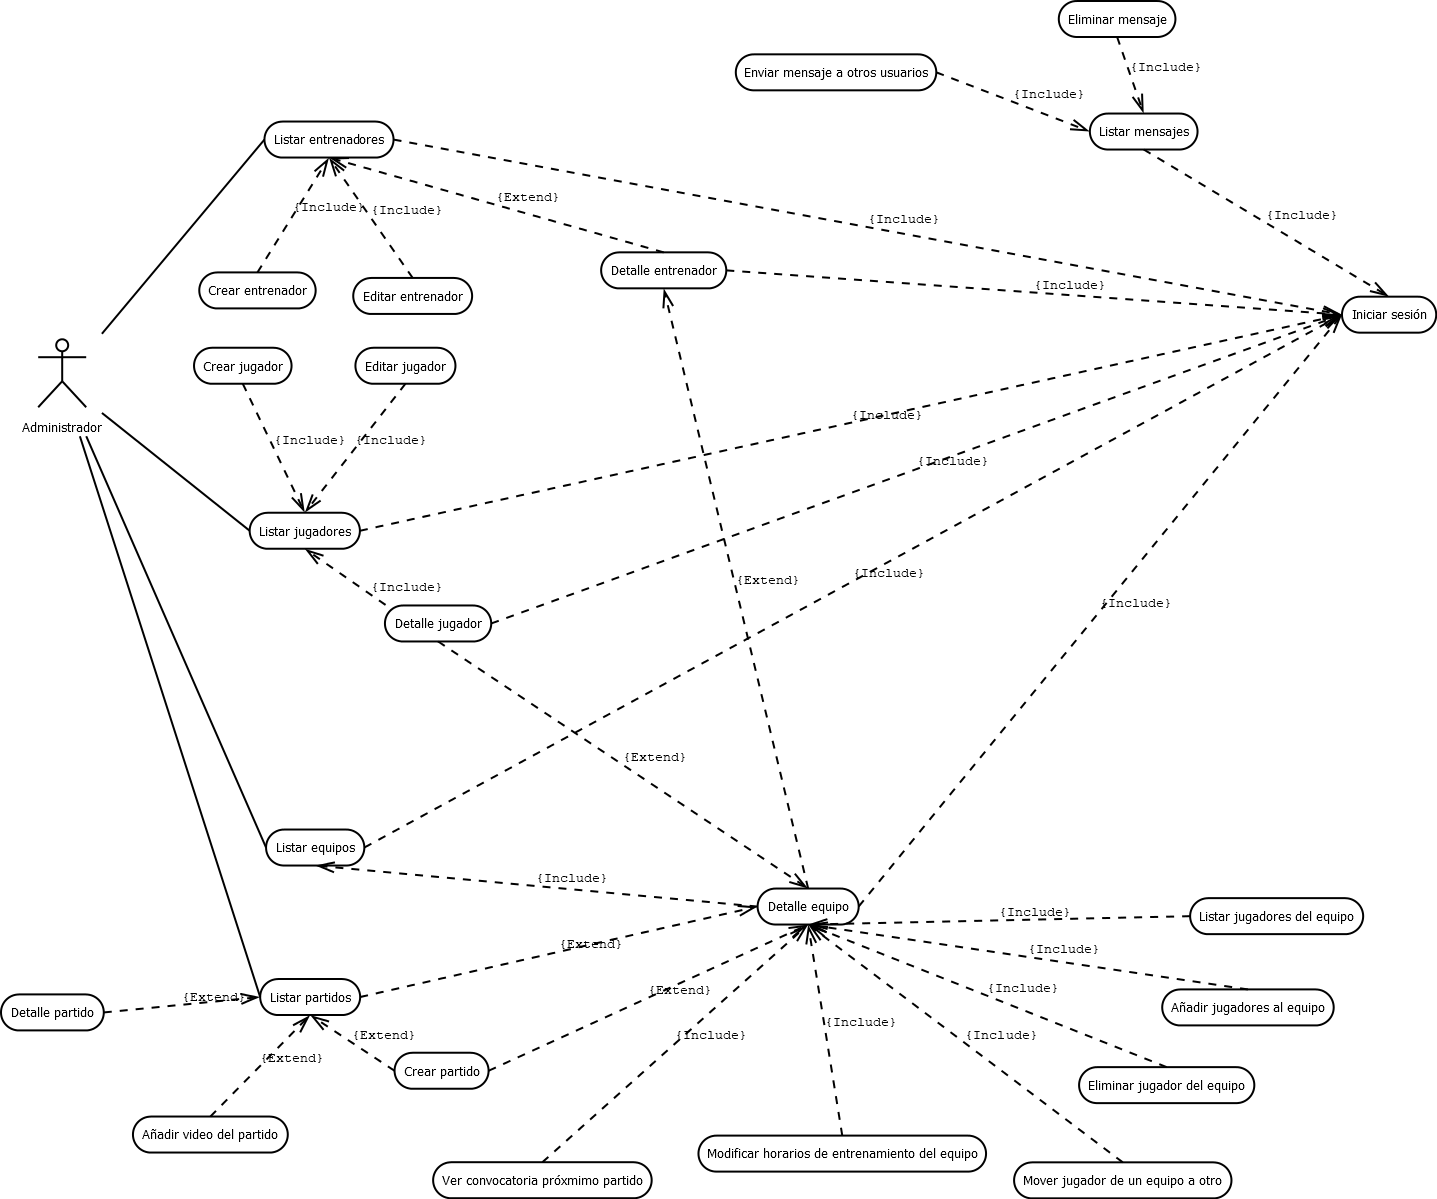 Eliminar mensaje
Enviar mensaje a otros usuarios
{Include}
{Include}
Listar mensajes
Listar entrenadores
{Extend}
{Include}
{Include}
{Include}
{Include}
Detalle entrenador
{Include}
Crear entrenador
Editar entrenador
Iniciar sesión
Crear jugador
Editar jugador
Administrador
{Include}
{Include}
{Include}
{Include}
Listar jugadores
{Include}
{Extend}
{Include}
{Include}
Detalle jugador
{Extend}
Listar equipos
{Include}
Detalle equipo
{Include}
Listar jugadores del equipo
{Extend}
{Include}
{Extend}
Listar partidos
{Extend}
{Include}
Detalle partido
Añadir jugadores al equipo
{Extend}
{Include}
{Include}
{Include}
{Extend}
Crear partido
Eliminar jugador del equipo
Añadir video del partido
Modificar horarios de entrenamiento del equipo
Ver convocatoria próxmimo partido
Mover jugador de un equipo a otro